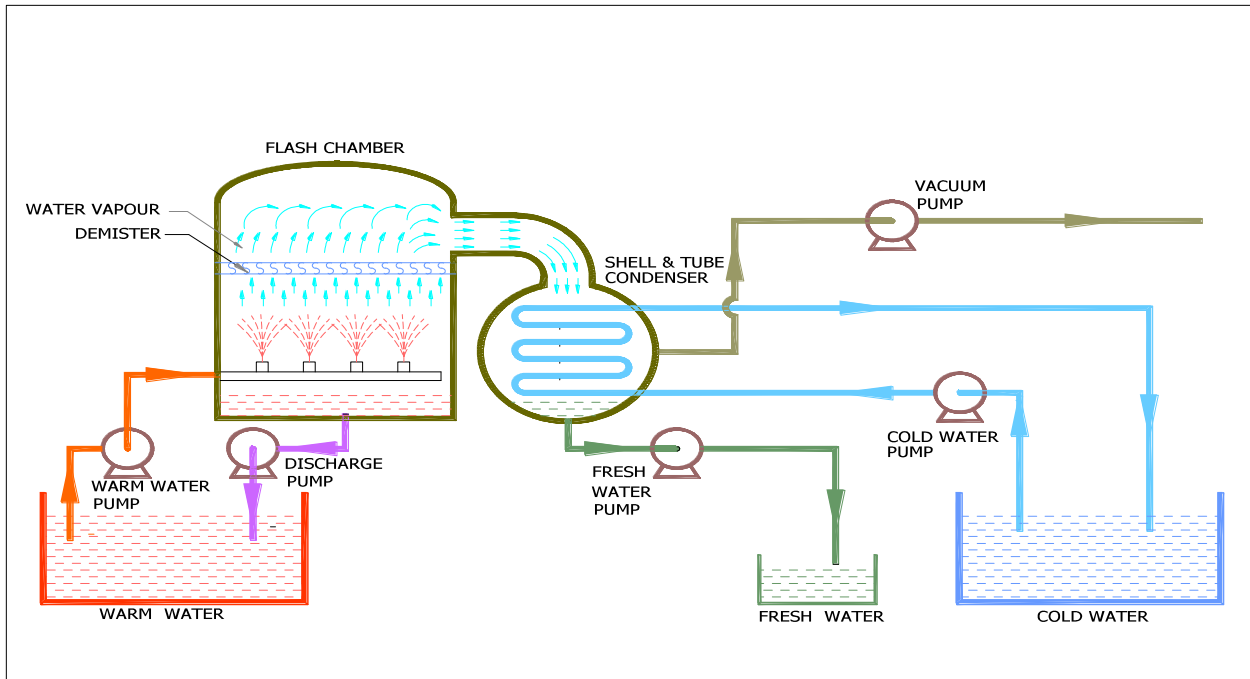 FLASH CHAMBER
WATER VAPOUR
DEMISTER
VACUUM
PUMP
SHELL & TUBE
CONDENSER
COLD WATER
PUMP
DISCHARGE
PUMP
WARM WATER
PUMP
FRESH
WATER
PUMP
WARM WATER
FRESH WATER
COLD WATER